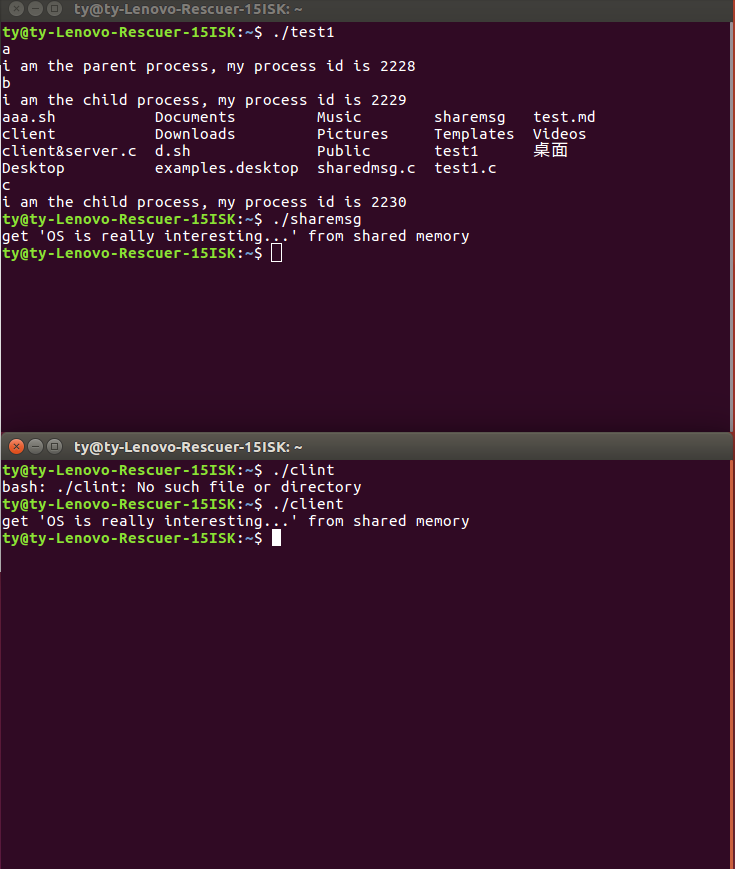 ty@ty-Lenovo-Rescuer-15ISK: ~
ty@ty-Lenovo-Rescuer-15ISK:~$ ./test1
a
i am the parent process, my process id is 2228
b
i am the child process, my process id is 2229
aaa.sh           Documents         Music        sharemsg   test.md
client           Downloads         Pictures     Templates  Videos
client&server.c  d.sh              Public       test1      桌面
Desktop          examples.desktop  sharedmsg.c  test1.c
c
i am the child process, my process id is 2230
ty@ty-Lenovo-Rescuer-15ISK:~$ ./sharemsg
get 'OS is really interesting...' from shared memory
ty@ty-Lenovo-Rescuer-15ISK:~$
ty@ty-Lenovo-Rescuer-15ISK: ~
ty@ty-Lenovo-Rescuer-15ISK:~$ ./clint
bash: ./clint: No such file or directory
ty@ty-Lenovo-Rescuer-15ISK:~$ ./client
get 'OS is really interesting...' from shared memory
ty@ty-Lenovo-Rescuer-15ISK:~$